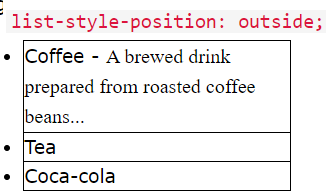 list-style-position: outside;
Coffee - A brewed drink
prepared from roasted coffee
beans...
Tea
Coca-cola